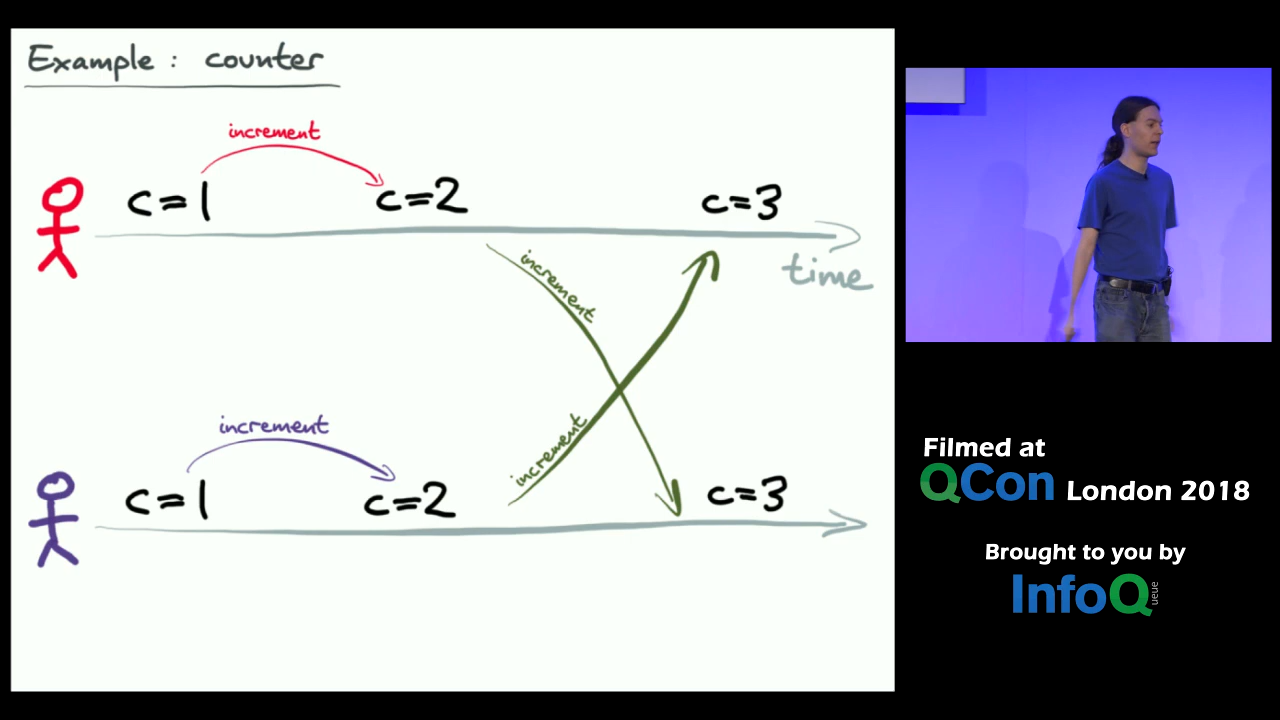 Example : counter
increment
c=1
c=2
c=3
time
increment
increment
increment
c=1
c=2
c=3
Filmed at
QCon London 2018
Brought to you by
InfoQ
ueue